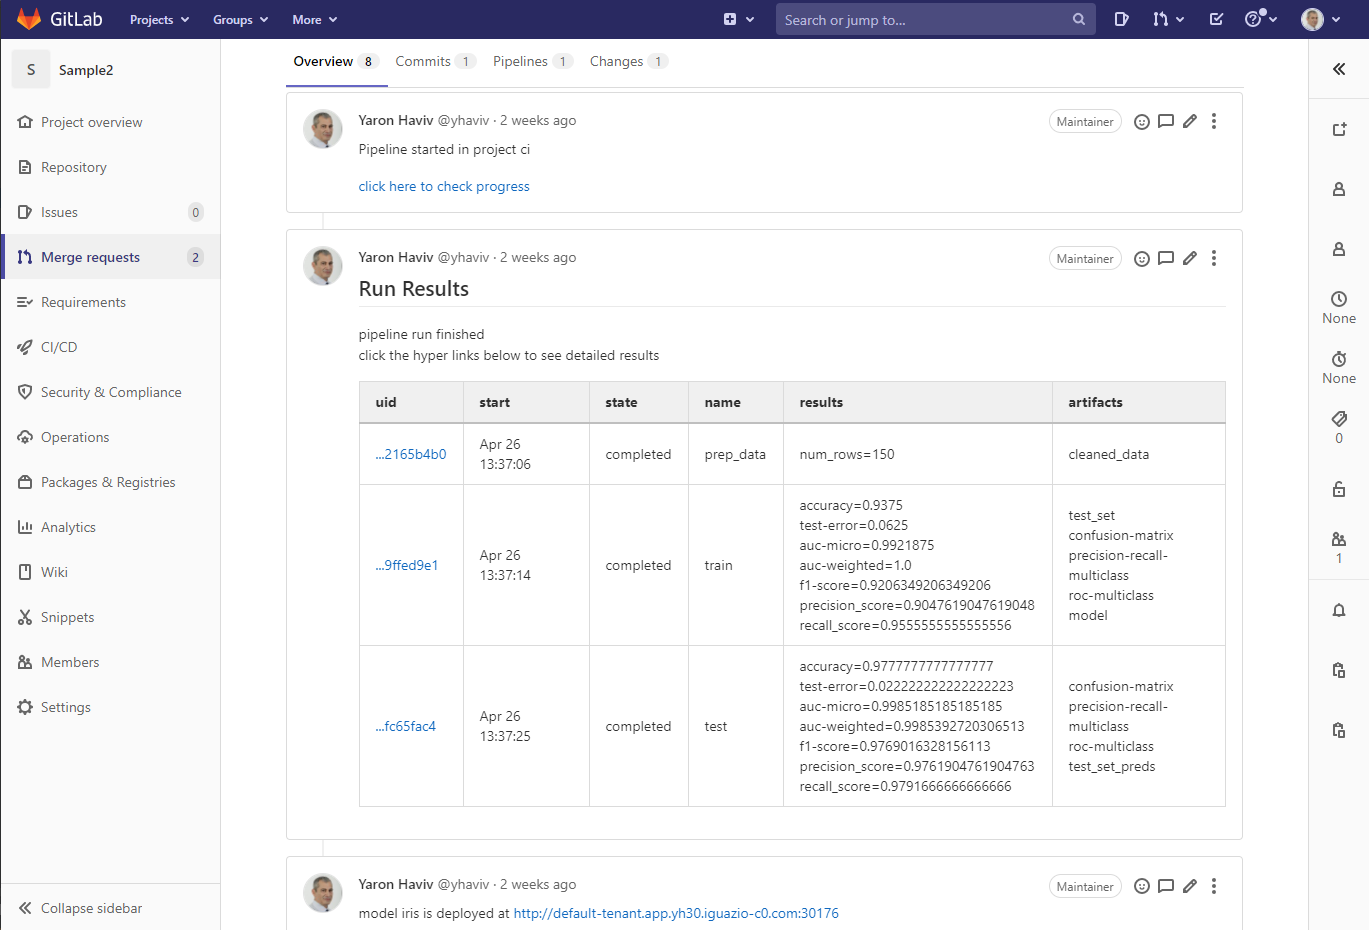 GitLab
Projects
Groups
More
Search or jump to...
S
Sample2
Project overview
Repository
Issues 0
Merge requests 2
Requirements
CI/CD
Security & Compliance
Operations
Packages & Registries
Analytics
Wiki
Snippets
Members
Settings
Collapse sidebar
Overview 8
Commits 1
Pipelines 1
Changes 1
Yaron Haviv @yhaviv · 2 weeks ago
Maintainer
Pipeline started in project ci
click here to check progress
Yaron Haviv @yhaviv · 2 weeks ago
Maintainer
Run Results
pipeline run finished
click the hyper links below to see detailed results
uid start state name results artifacts
...2165b4b0
Apr 26
13:37:06
completed
prep_data
num_rows=150
cleaned_data
...9ffed9e1
Apr 26
13:37:14
completed
train
accuracy=0.9375
test-error=0.0625
auc-micro=0.9921875
auc-weighted=1.0
f1-score=0.9206349206349206
precision_score=0.9047619047619048
recall_score=0.9555555555555556
test_set
confusion-matrix
precision-recall-
multiclass
roc-multiclass
model
...fc65fac4
Apr 26
13:37:25
completed
test
accuracy=0.9777777777777777
test-error=0.022222222222222223
auc-micro=0.9985185185185185
auc-weighted=0.9985392720306513
f1-score=0.9769016328156113
precision_score=0.9761904761904763
recall_score=0.9791666666666666
confusion-matrix
precision-recall-
multiclass
roc-multiclass
test_set_preds
Yaron Haviv @yhaviv · 2 weeks ago
Maintainer
model iris is deployed at http://default-tenant.app.yh30.iguazio-c0.com:30176
None
None
0
1